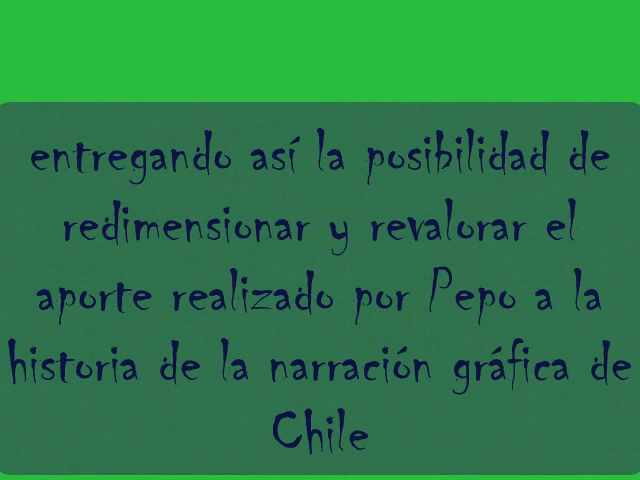 entregando así la posibilidad de
redimensionar y revalorar el
aporte realizado por Pepo a la
historia de la narración gráfica de
Chile